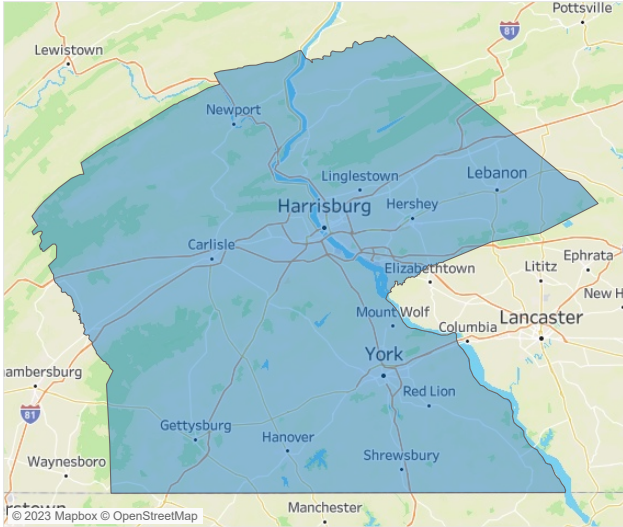 Pottsville
81
Lewistown
Newport
Linglestown
Lebanon
Harrisburg
Hershey
Carlisle
Ephrata
Elizabethtown
Lititz
New H
Mount Wolf
Lancaster
Columbia
York
ambersburg
Red Lion
81
Gettysburg
Hanover
Shrewsbury
Waynesboro
rstown
Manchester
© 2023 Mapbox © OpenStreetMap